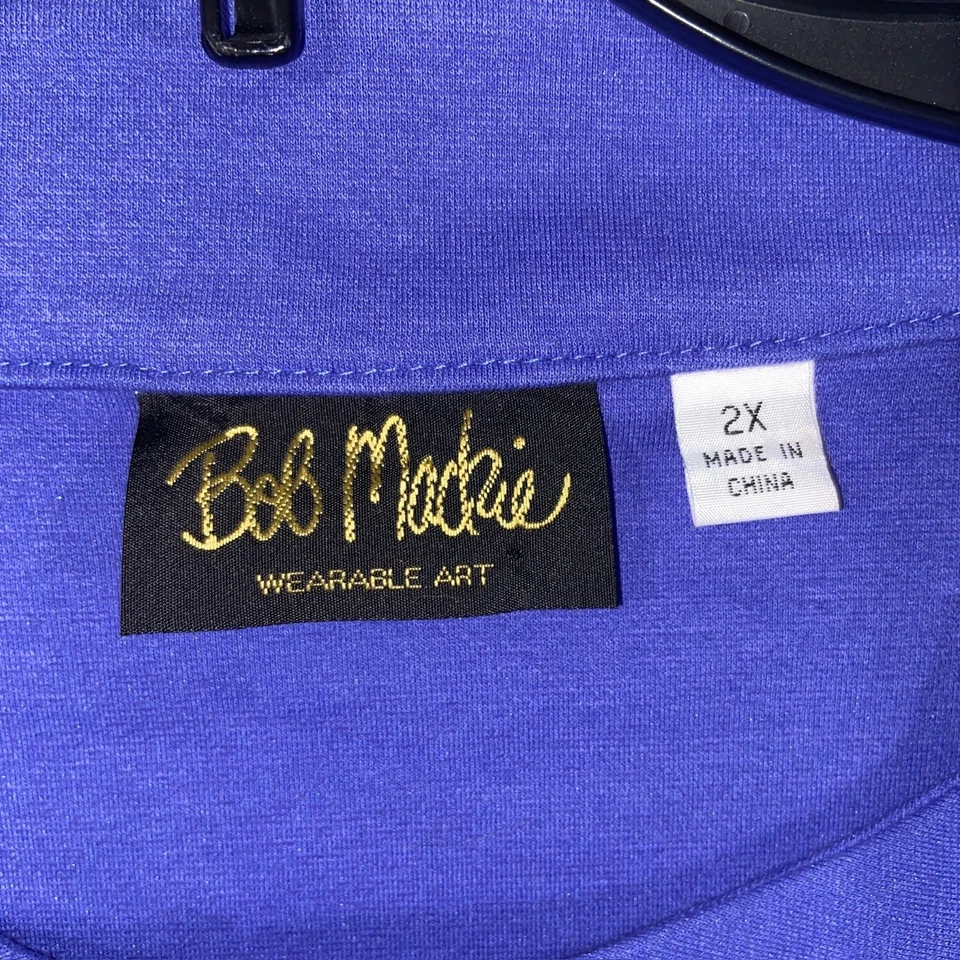 Bob Mackie
WEARABLE ART
2X
MADE IN
CHINA